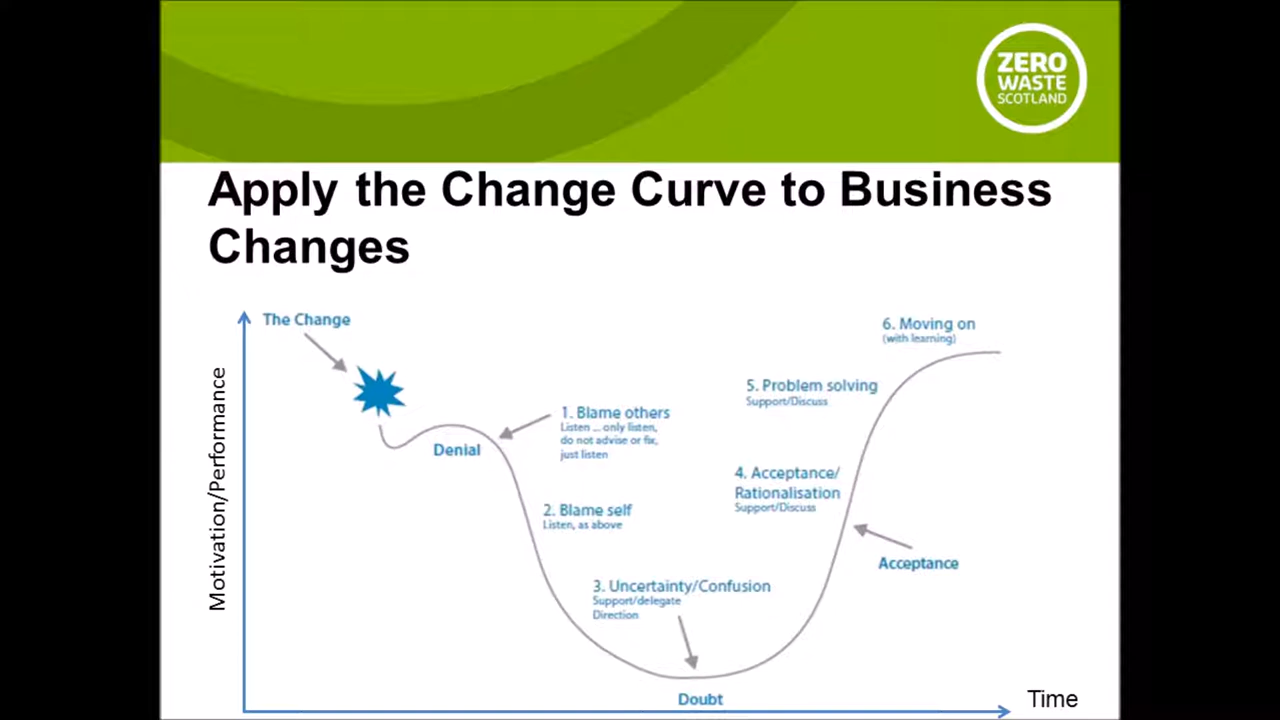 ZERO
WASTE
SCOTLAND
Apply the Change Curve to Business
Changes
The Change
Motivation/Performance
Denial
1. Blame others
Listen ... only listen,
do not advise or fix,
just listen
2. Blame self
Listen, as above
3. Uncertainty/Confusion
Support/delegate
Direction
Doubt
4. Acceptance/
Rationalisation
Support/Discuss
Acceptance
5. Problem solving
Support/Discuss
6. Moving on
(with learning)
Time